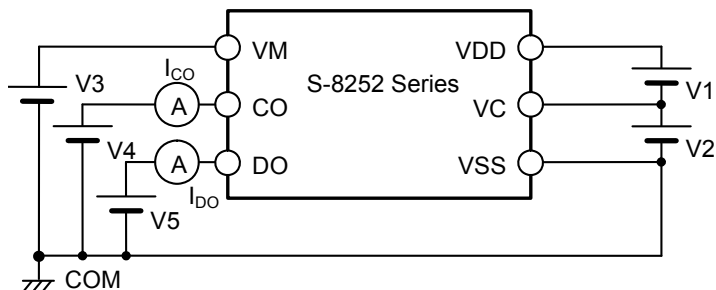 VM
VDD
S-8252 Series
V3
I_CO
A
CO
VC
V1
V4
A
DO
VSS
V2
I_DO
V5
COM